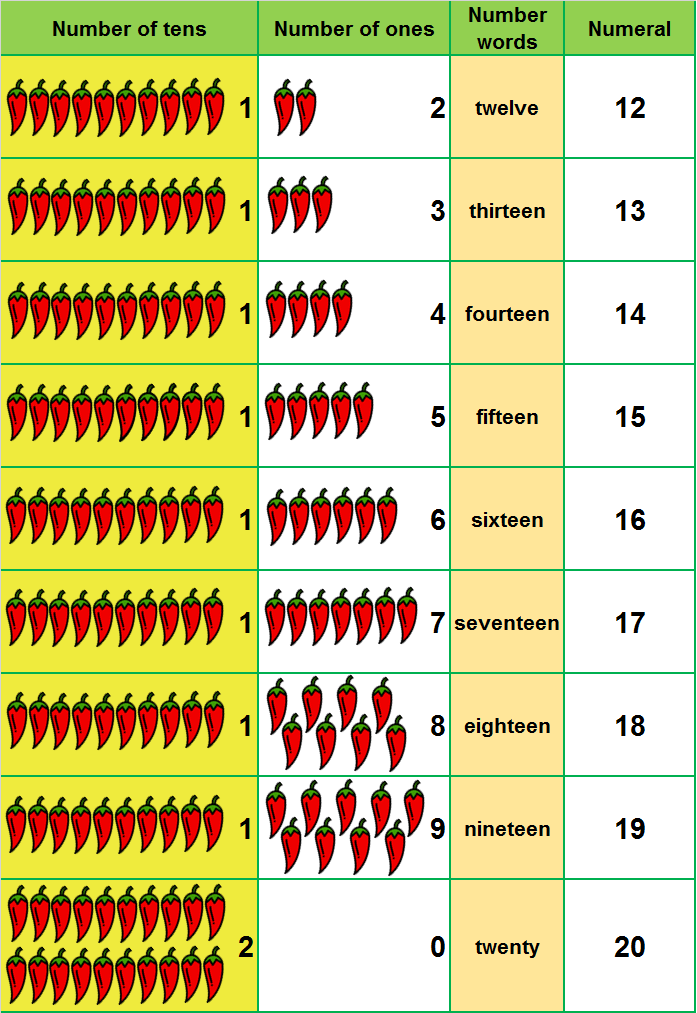 Number of tens Number of ones Number words Numeral
1 2 twelve 12
1 3 thirteen 13
1 4 fourteen 14
1 5 fifteen 15
1 6 sixteen 16
1 7 seventeen 17
1 8 eighteen 18
1 9 nineteen 19
2 0 twenty 20